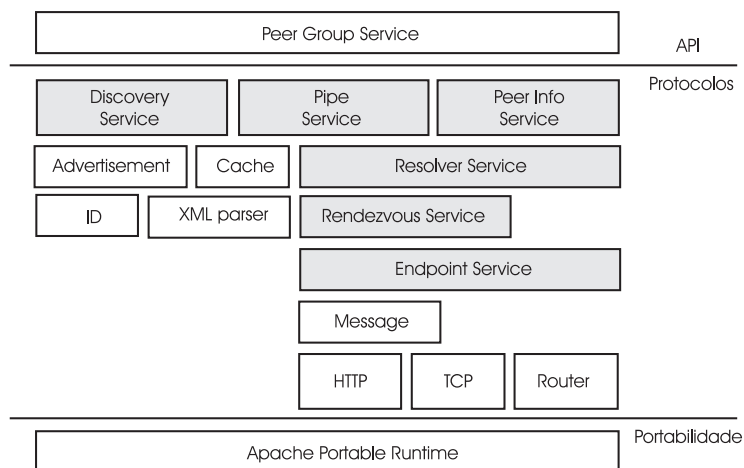 Peer Group Service
API
Protocolos
Discovery
Service
Pipe
Service
Peer Info
Service
Advertisement
Cache
Resolver Service
ID
XML parser
Rendezvous Service
Endpoint Service
Message
HTTP
TCP
Router
Portabilidade
Apache Portable Runtime